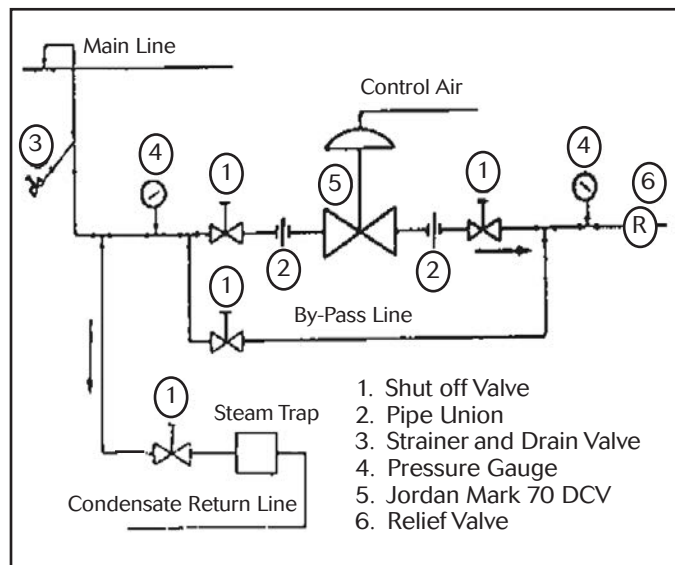 Main Line
Control Air
3
4
1
5
1
4
6
R
2
2
1
By-Pass Line
1
Steam Trap
Condensate Return Line
1. Shut off Valve
2. Pipe Union
3. Strainer and Drain Valve
4. Pressure Gauge
5. Jordan Mark 70 DCV
6. Relief Valve